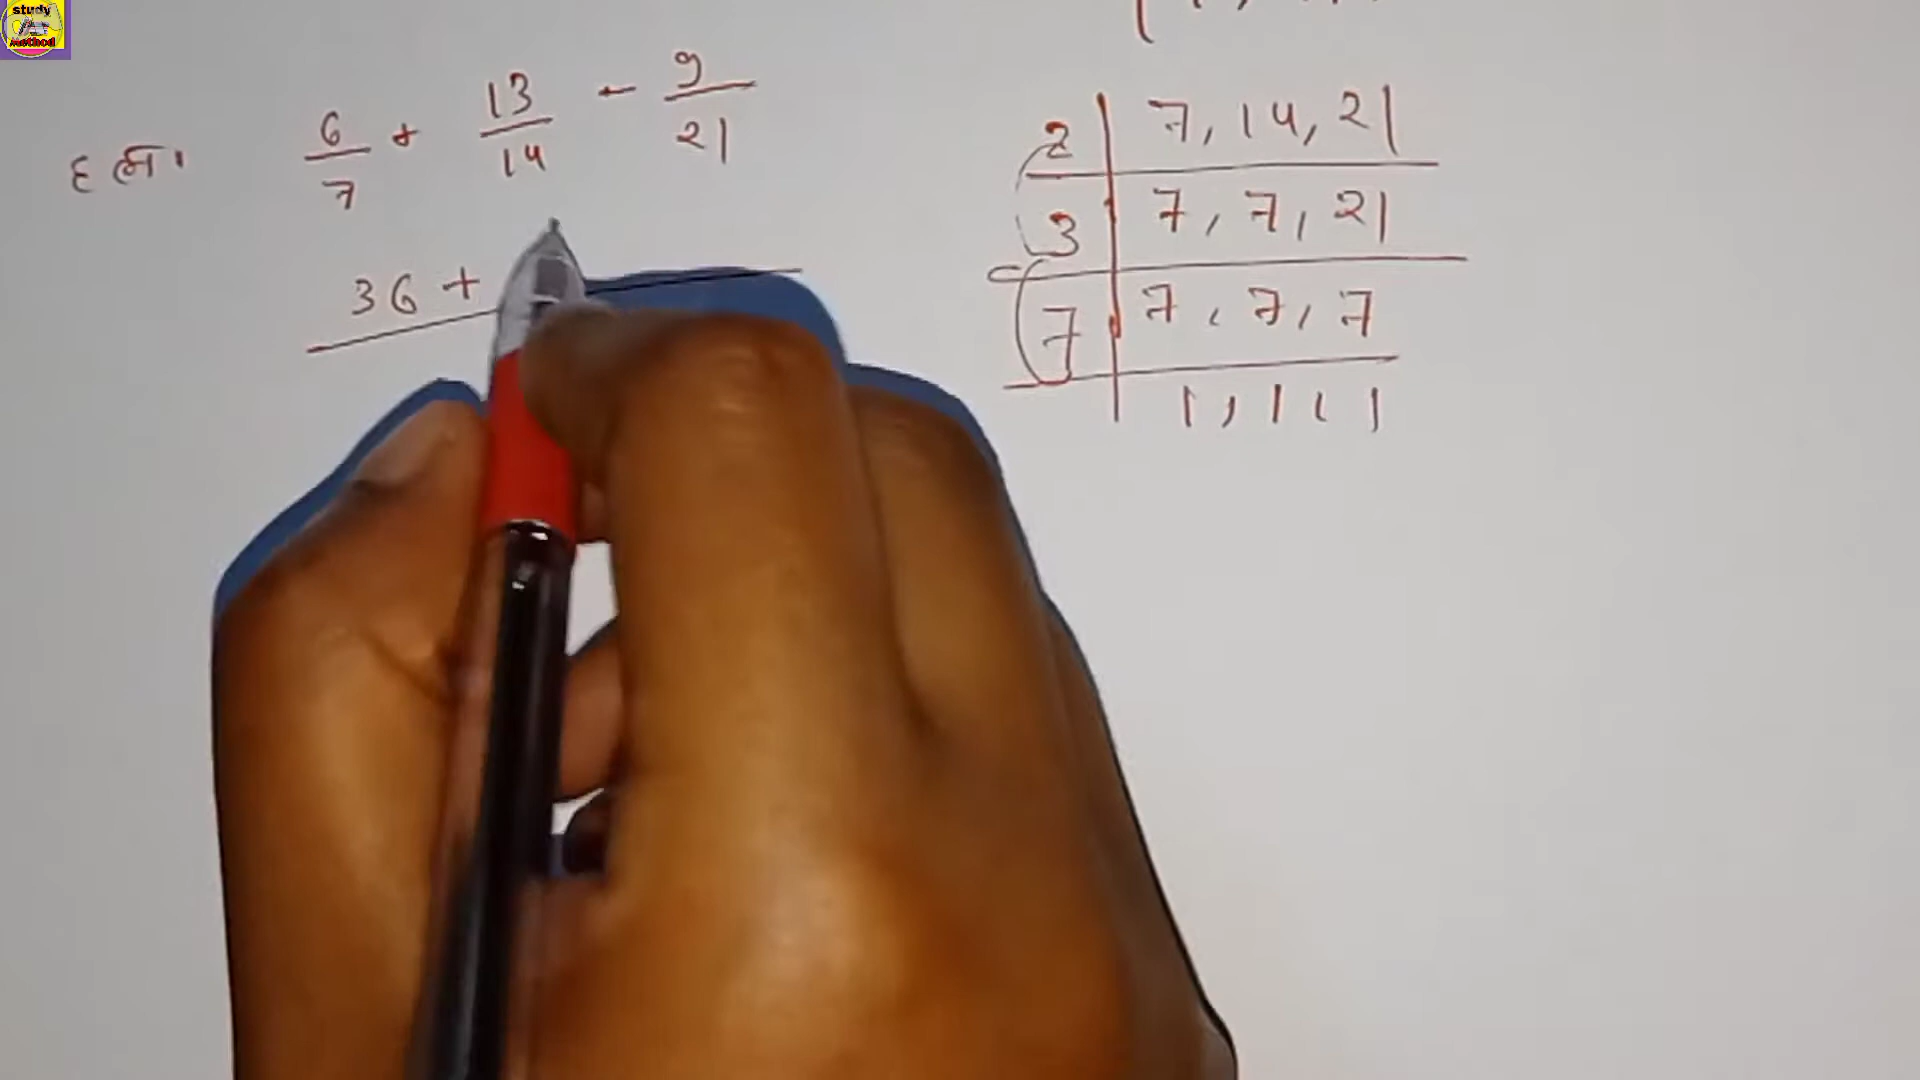 study
method
हल।
6/7 + 13/14 - 9/21
36 +
2 | 7, 14, 21
3 | 7, 7, 21
7 | 7, 7, 7
1, 1, 1